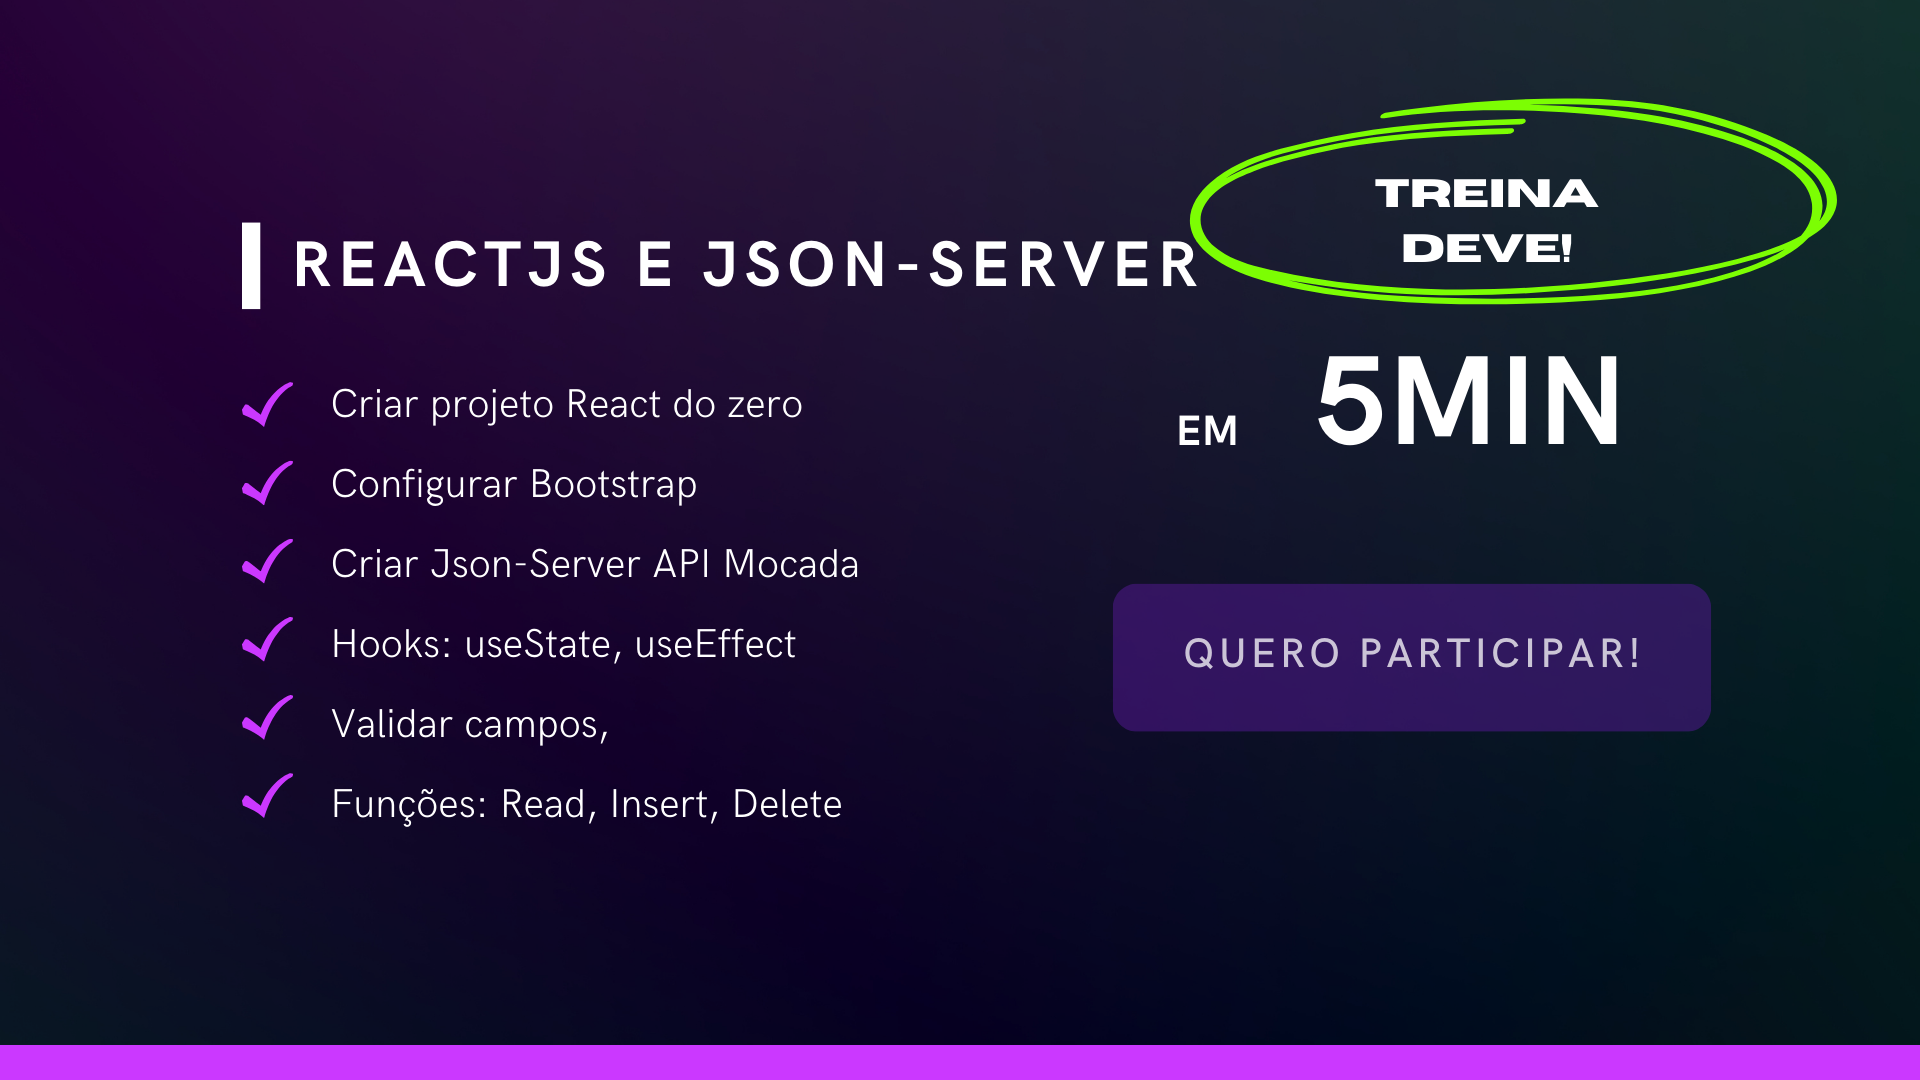 REACTJS E JSON-SERVER
Criar projeto React do zero
Configurar Bootstrap
Criar Json-Server API Mocada
Hooks: useState, useEffect
Validar campos,
Funções: Read, Insert, Delete
TREINA
DEVE!
EM 5MIN
QUERO PARTICIPAR!